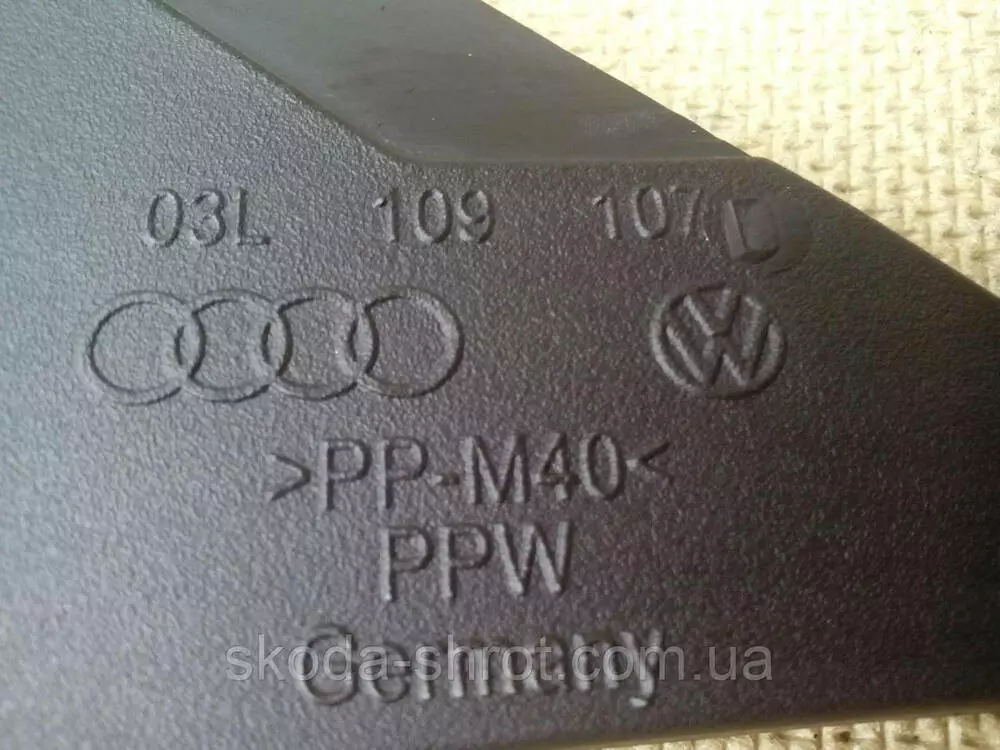 03L 109 107 D
>PP-M40<
PPW
Germany
skoda-shrot.com.ua